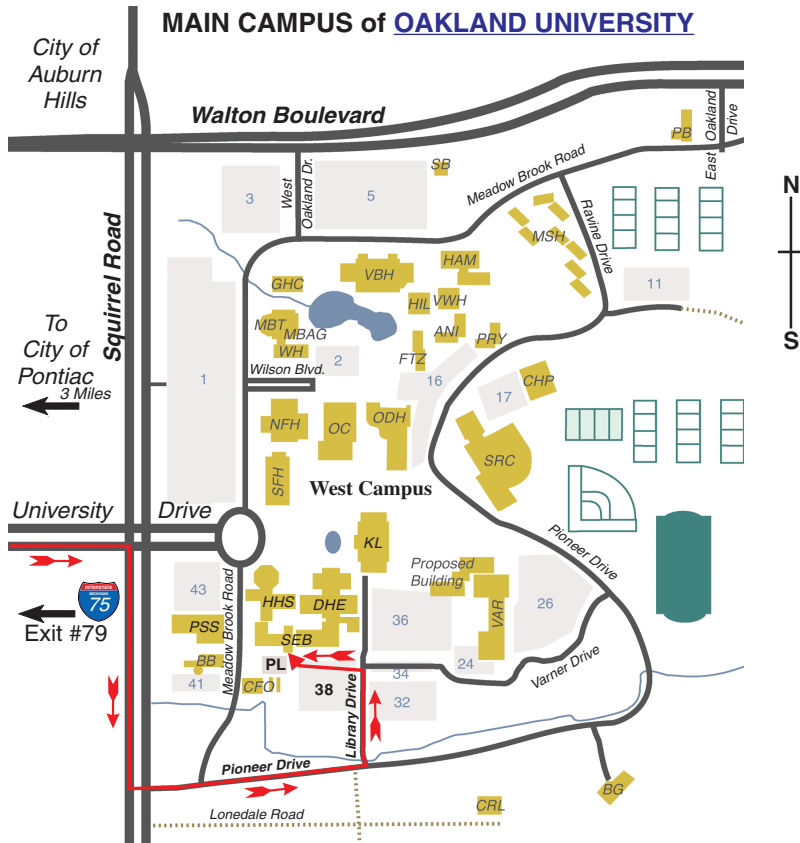 MAIN CAMPUS of OAKLAND UNIVERSITY
City of
Auburn
Hills
Walton Boulevard
East Oakland
Drive
PB
SB
Meadow Brook Road
West
Oakland Dr.
3
5
N
S
MSH
Ravine Drive
Squirrel Road
VBH
HAM
GHC
HIL
VWH
11
MBT
MBAG
WH
ANI
PRY
FTZ
To
City of
Pontiac
3 Miles
1
2
Wilson Blvd.
16
17
CHP
NFH
OC
ODH
SRC
SFH
West Campus
University Drive
KL
Pioneer Drive
Proposed
Building
INTERSTATE
MICHIGAN
75
Exit #79
43
Meadow Brook Road
HHS
DHE
36
VAR
26
PSS
SEB
BB
PL
34
24
Varner Drive
41
CFO
38
Library Drive
32
Pioneer Drive
BG
Lonedale Road
CRL